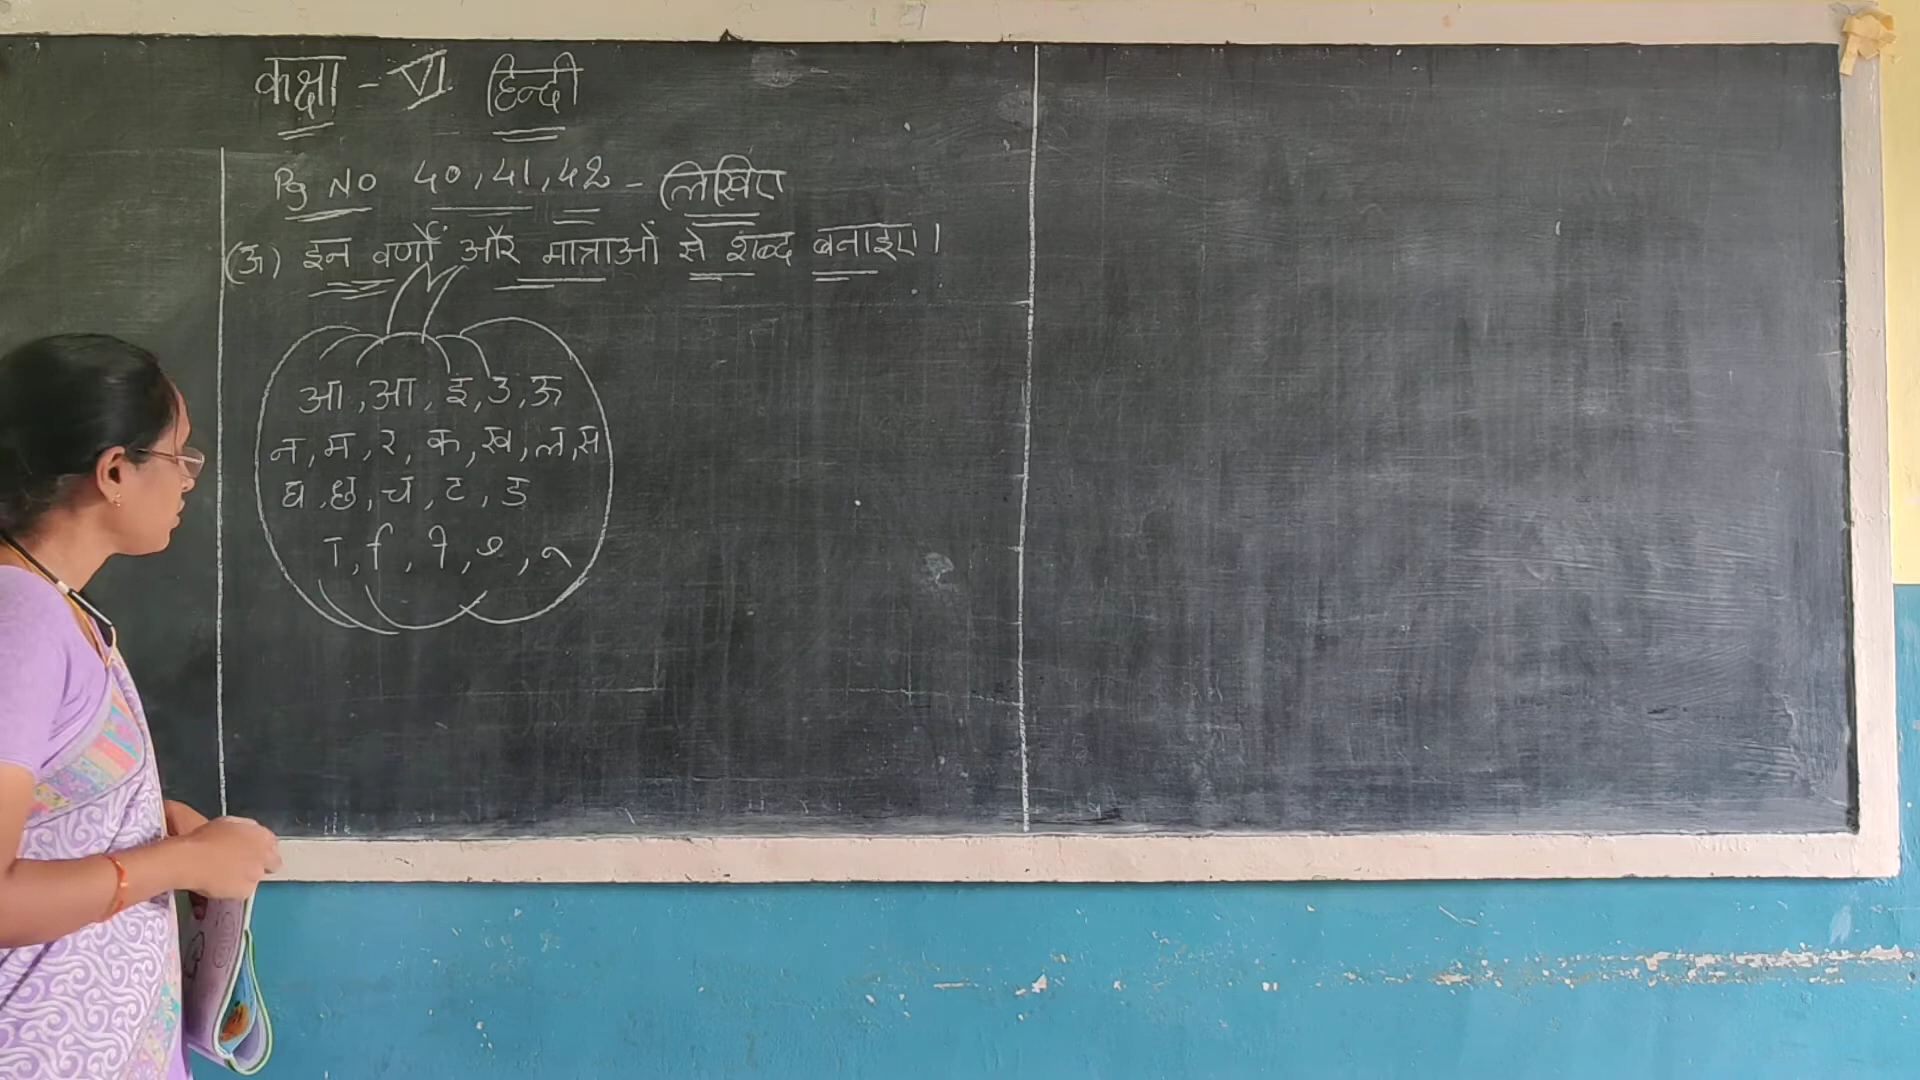 कक्षा - VI हिन्दी
Pg NO 40, 41, 42 - लिखिए
(अ) इन वर्णों और मात्राओं से शब्द बनाइए।
आ, आ, इ, उ, ऊ
न, म, र, क, ख, ल, स
घ, छ, च, ट, ड
ा, ि, ी, ु, ू